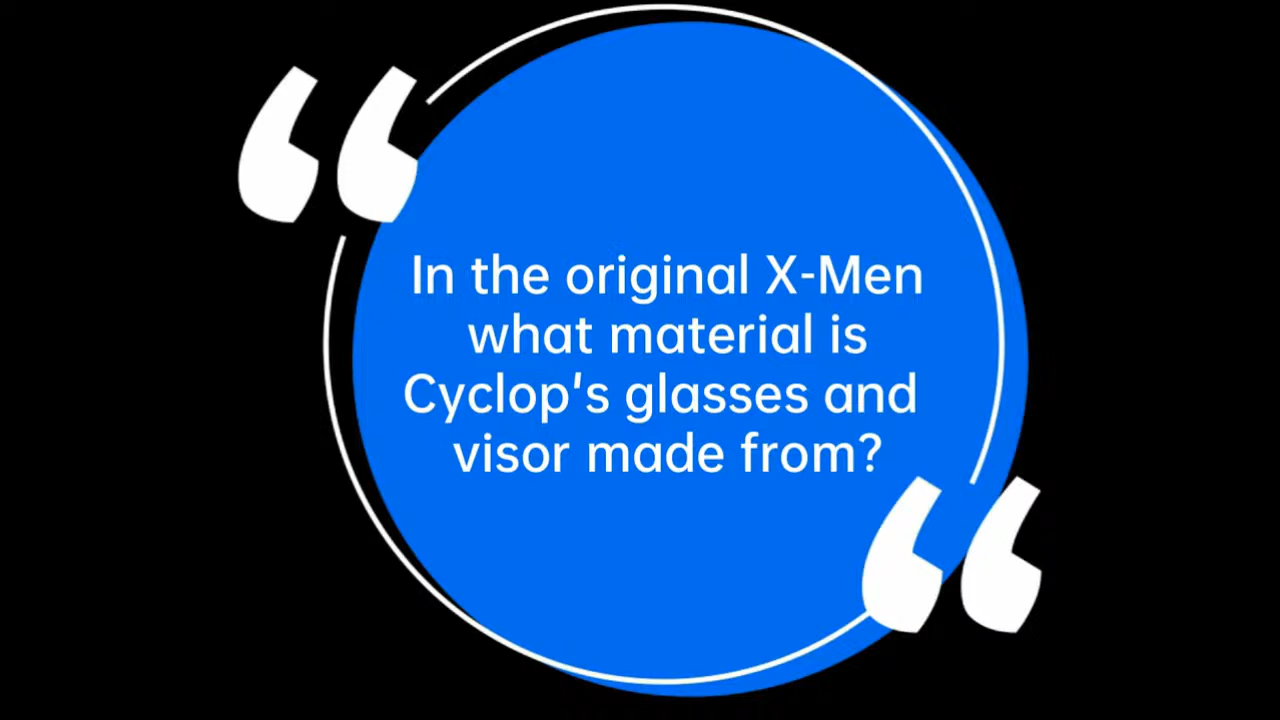 In the original X-Men
what material is
Cyclop's glasses and
visor made from?